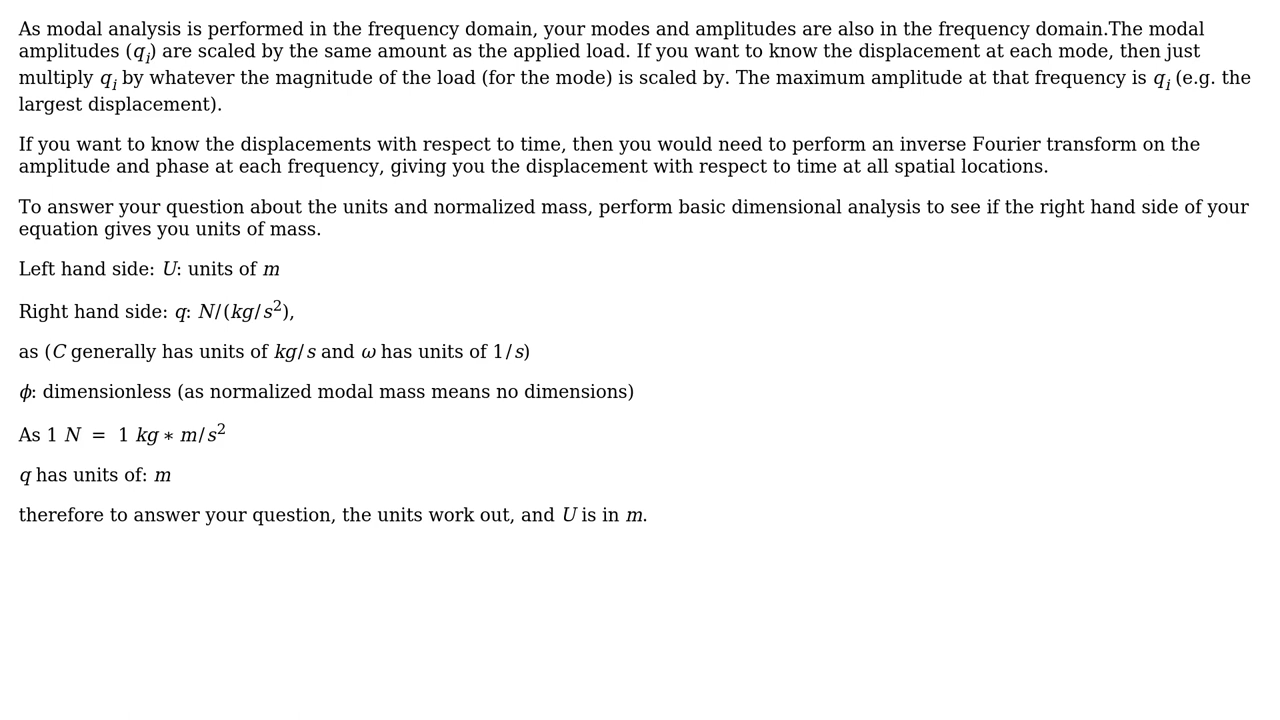 As modal analysis is performed in the frequency domain, your modes and amplitudes are also in the frequency domain.The modal
amplitudes (qᵢ) are scaled by the same amount as the applied load. If you want to know the displacement at each mode, then just
multiply qᵢ by whatever the magnitude of the load (for the mode) is scaled by. The maximum amplitude at that frequency is qᵢ (e.g. the
largest displacement).
If you want to know the displacements with respect to time, then you would need to perform an inverse Fourier transform on the
amplitude and phase at each frequency, giving you the displacement with respect to time at all spatial locations.
To answer your question about the units and normalized mass, perform basic dimensional analysis to see if the right hand side of your
equation gives you units of mass.
Left hand side: U: units of m
Right hand side: q: N/(kg/s²),
as (C generally has units of kg/s and ω has units of 1/s)
ϕ: dimensionless (as normalized modal mass means no dimensions)
As 1 N = 1 kg ∗ m/s²
q has units of: m
therefore to answer your question, the units work out, and U is in m.